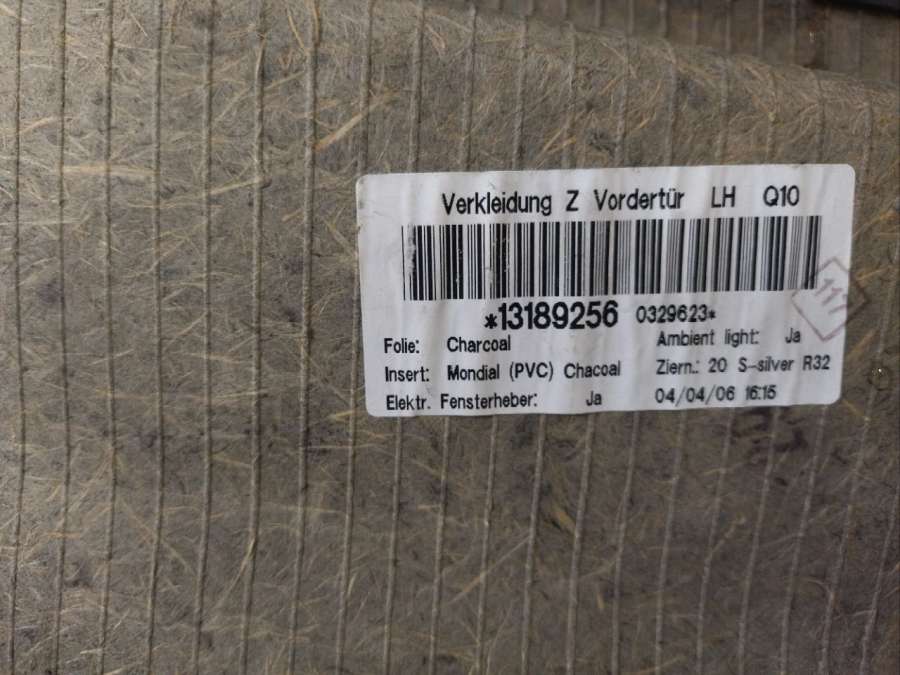 Verkleidung Z Vordertür LH Q10
*13189256 0329623*
117
Folie: Charcoal Ambient light: Ja
Insert: Mondial (PVC) Chacoal Ziern.: 20 S-silver R32
Elektr. Fensterheber: Ja 04/04/06 16:15